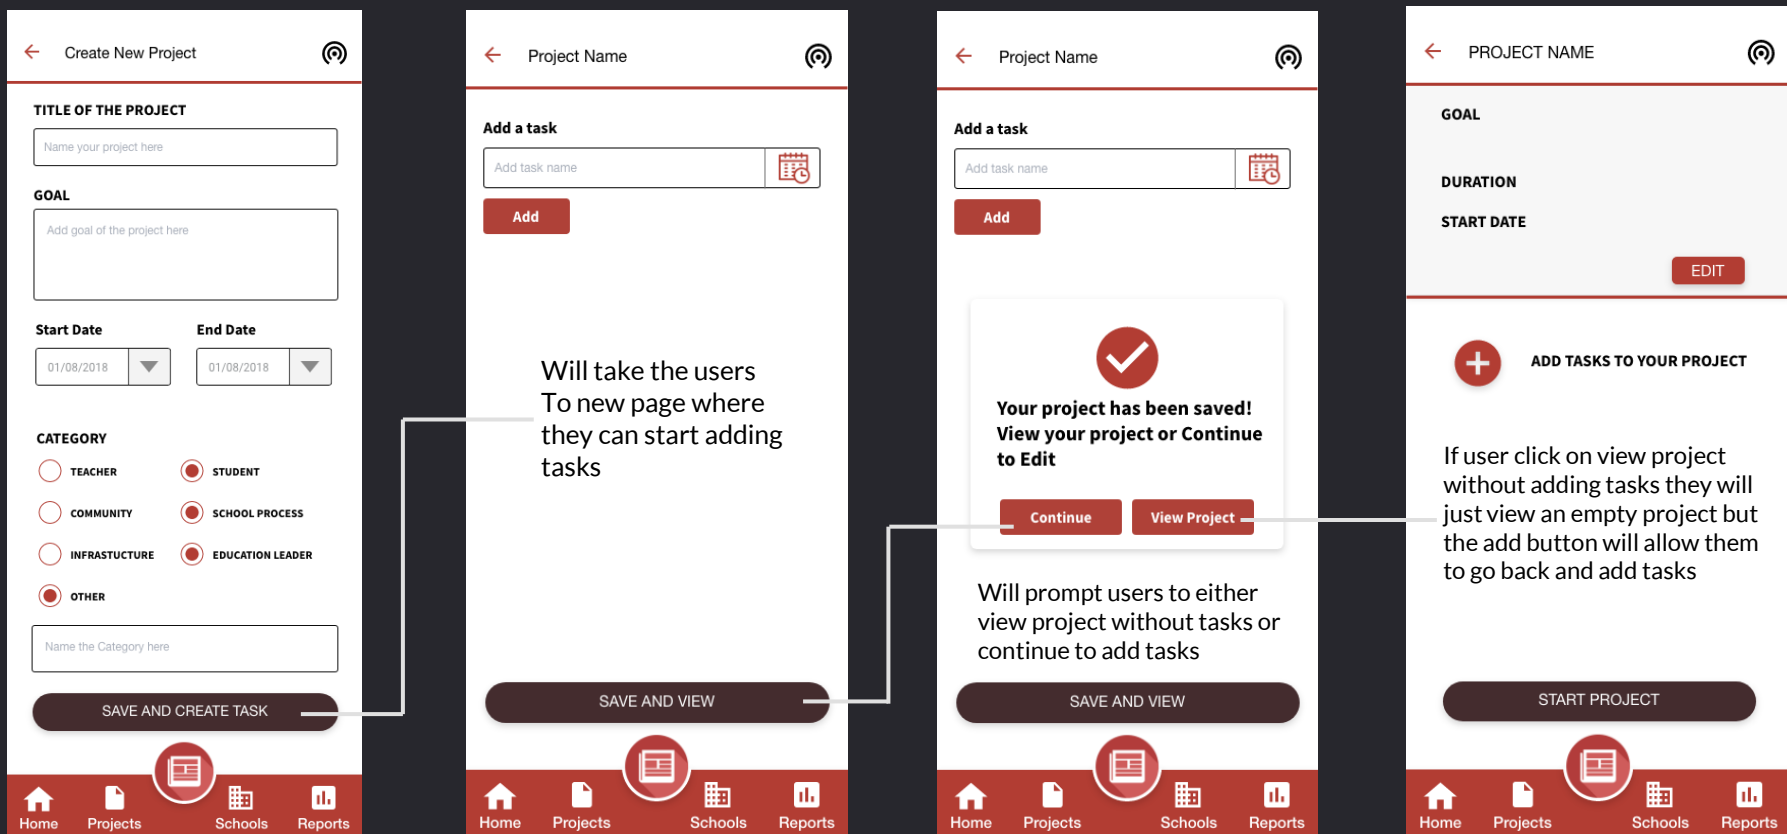 Create New Project
TITLE OF THE PROJECT
Name your project here
GOAL
Add goal of the project here
Start Date
End Date
01/08/2018
01/08/2018
CATEGORY
TEACHER
STUDENT
COMMUNITY
SCHOOL PROCESS
INFRASTUCTURE
EDUCATION LEADER
OTHER
Name the Category here
SAVE AND CREATE TASK
Home
Projects
Schools
Reports
Project Name
Add a task
Add task name
Add
Will take the users
To new page where
they can start adding
tasks
SAVE AND VIEW
Home
Projects
Schools
Reports
Project Name
Add a task
Add task name
Add
Your project has been saved!
View your project or Continue
to Edit
Continue
View Project
Will prompt users to either
view project without tasks or
continue to add tasks
SAVE AND VIEW
Home
Projects
Schools
Reports
PROJECT NAME
GOAL
DURATION
START DATE
EDIT
ADD TASKS TO YOUR PROJECT
If user click on view project
without adding tasks they will
just view an empty project but
the add button will allow them
to go back and add tasks
START PROJECT
Home
Projects
Schools
Reports